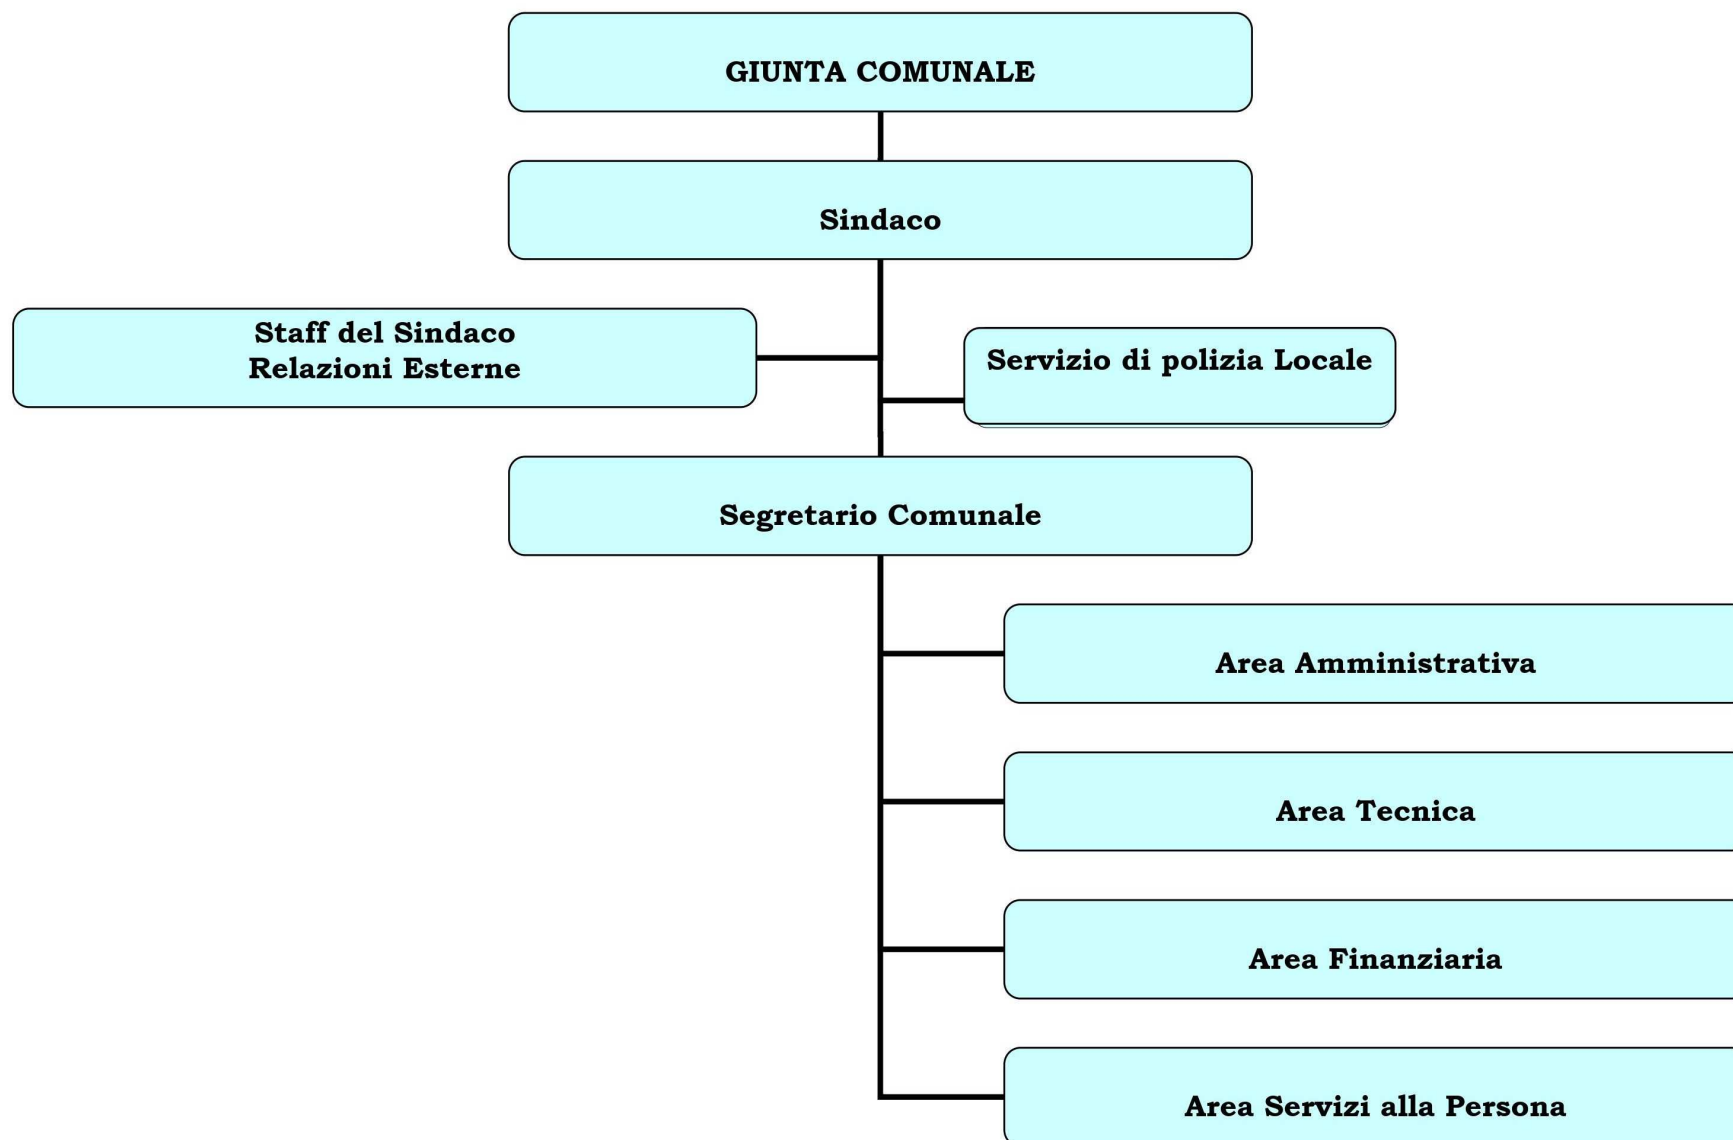 GIUNTA COMUNALE
Sindaco
Staff del Sindaco
Relazioni Esterne
Servizio di polizia Locale
Segretario Comunale
Area Amministrativa
Area Tecnica
Area Finanziaria
Area Servizi alla Persona